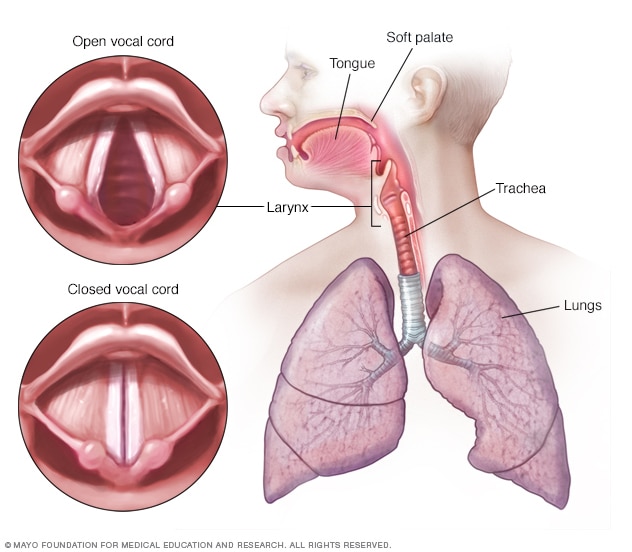 Open vocal cord
Soft palate
Tongue
Larynx
Trachea
Closed vocal cord
Lungs
© MAYO FOUNDATION FOR MEDICAL EDUCATION AND RESEARCH. ALL RIGHTS RESERVED.